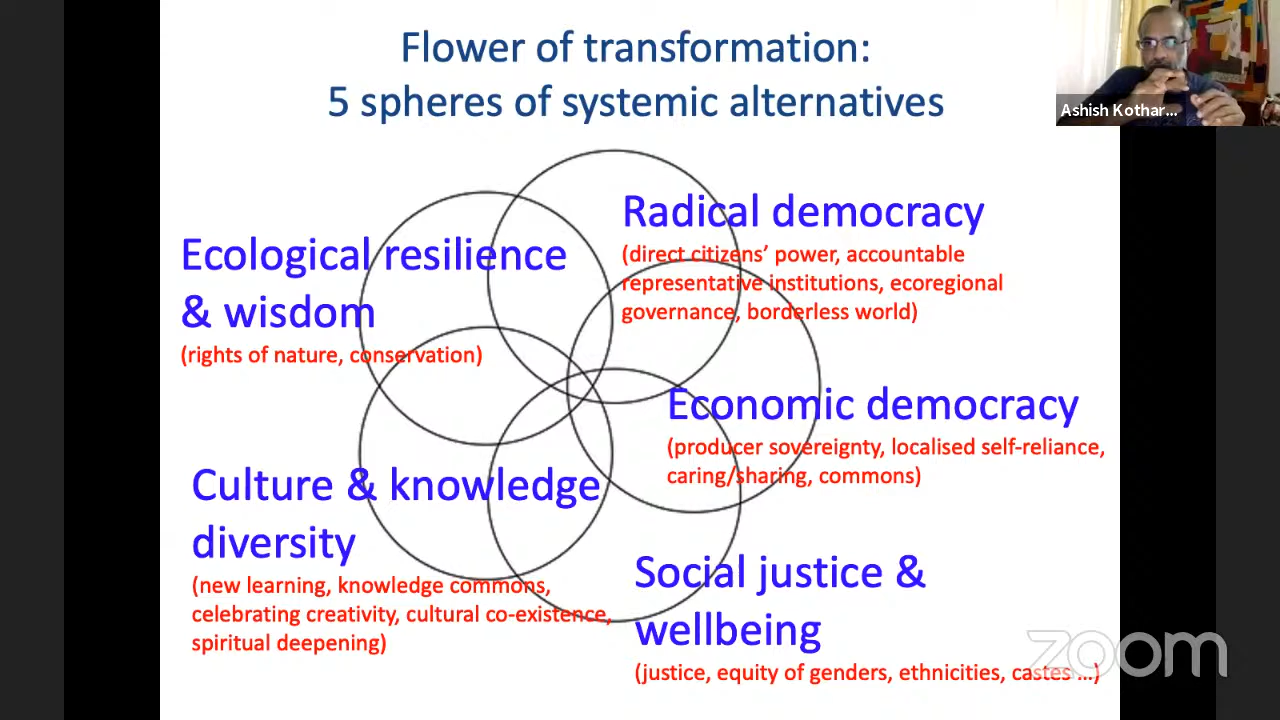 Flower of transformation:
5 spheres of systemic alternatives
Ashish Kothar...
Radical democracy
(direct citizens’ power, accountable
representative institutions, ecoregional
governance, borderless world)
Ecological resilience
& wisdom
(rights of nature, conservation)
Economic democracy
(producer sovereignty, localised self-reliance,
caring/sharing, commons)
Culture & knowledge
diversity
(new learning, knowledge commons,
celebrating creativity, cultural co-existence,
spiritual deepening)
Social justice &
wellbeing
(justice, equity of genders, ethnicities, castes ...)
zoom